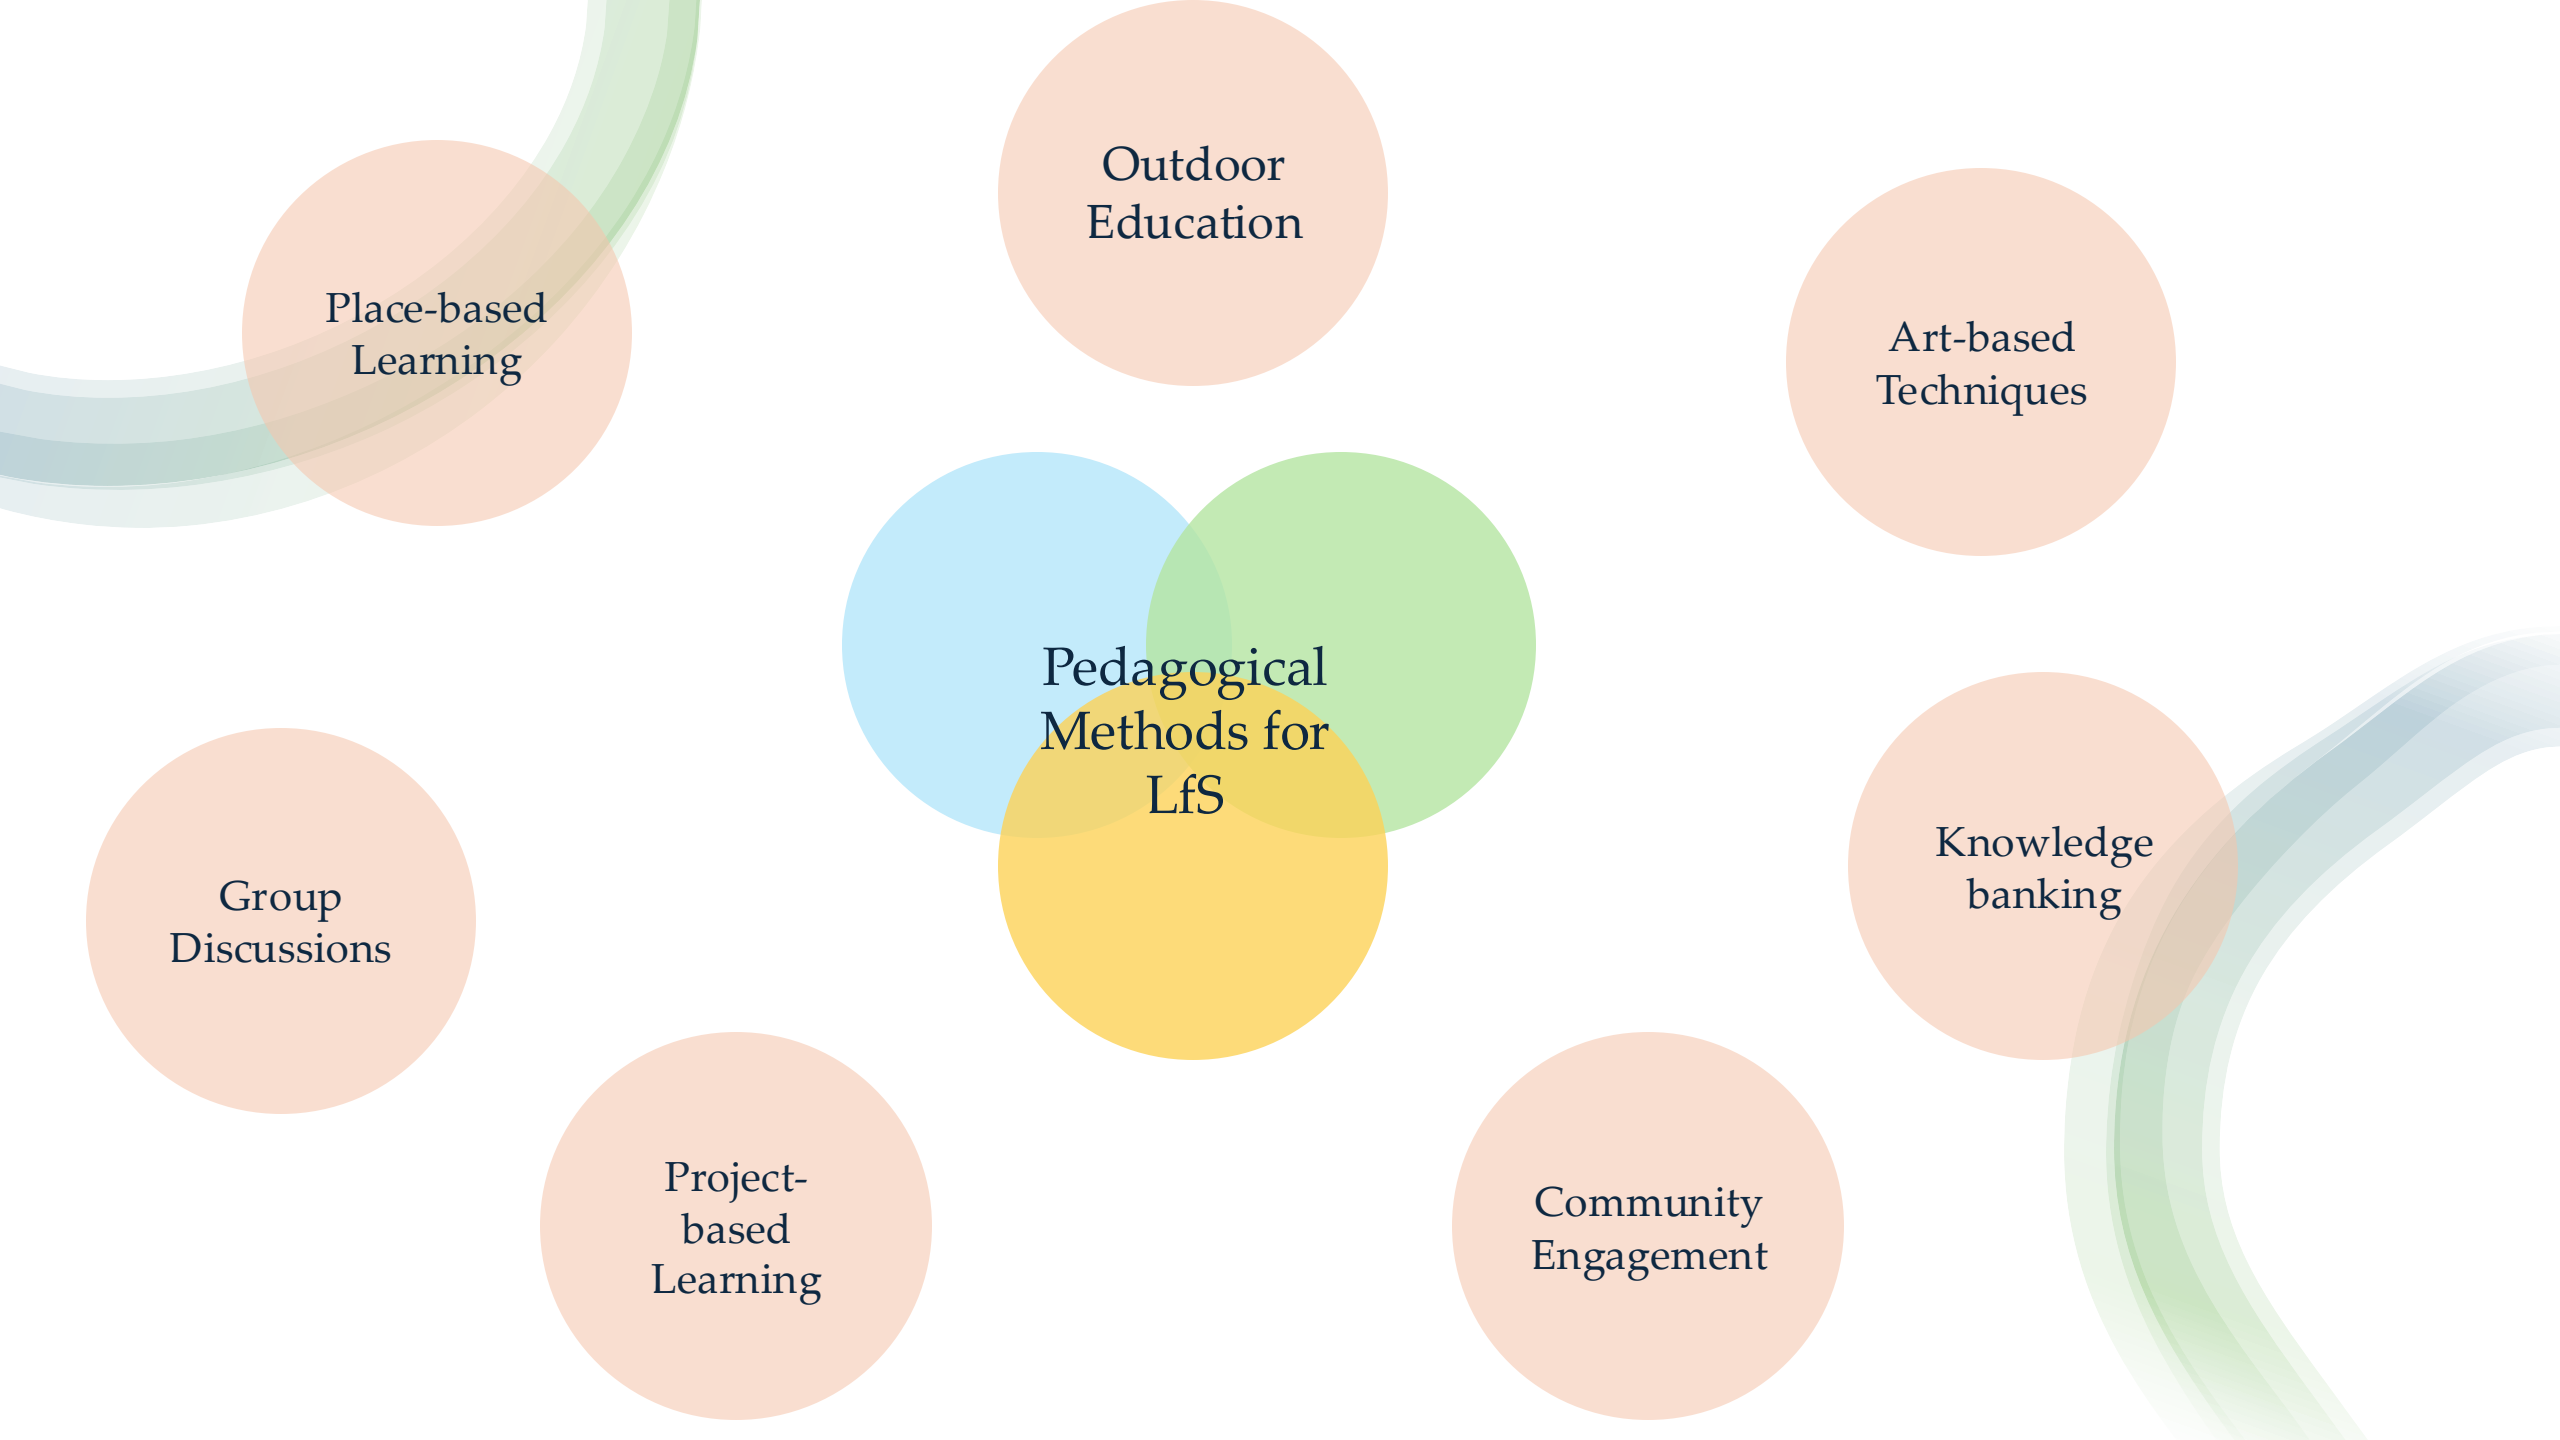 Outdoor
Education
Place-based
Learning
Art-based
Techniques
Pedagogical
Methods for
LfS
Knowledge
banking
Group
Discussions
Project-
based
Learning
Community
Engagement